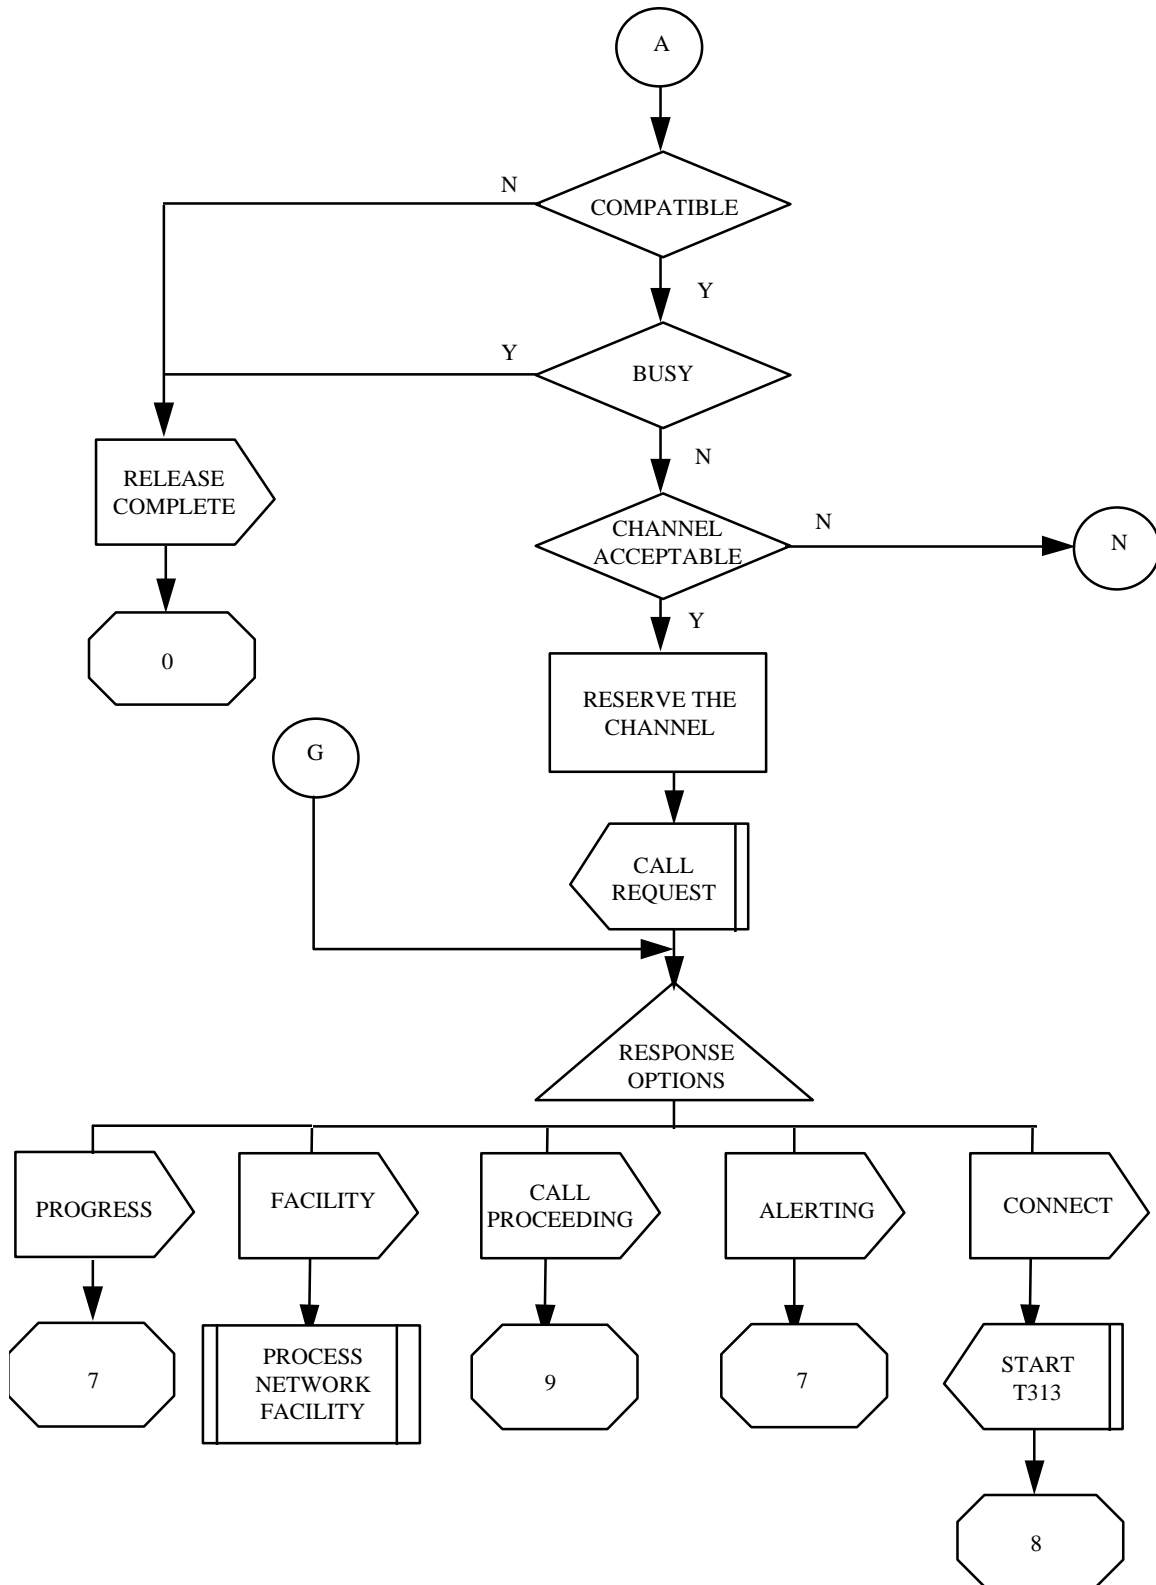 A
N
COMPATIBLE
Y
Y
BUSY
N
RELEASE
COMPLETE
CHANNEL
ACCEPTABLE
N
N
Y
0
RESERVE THE
CHANNEL
G
CALL
REQUEST
RESPONSE
OPTIONS
PROGRESS
FACILITY
CALL
PROCEEDING
ALERTING
CONNECT
7
PROCESS
NETWORK
FACILITY
9
7
START
T313
8